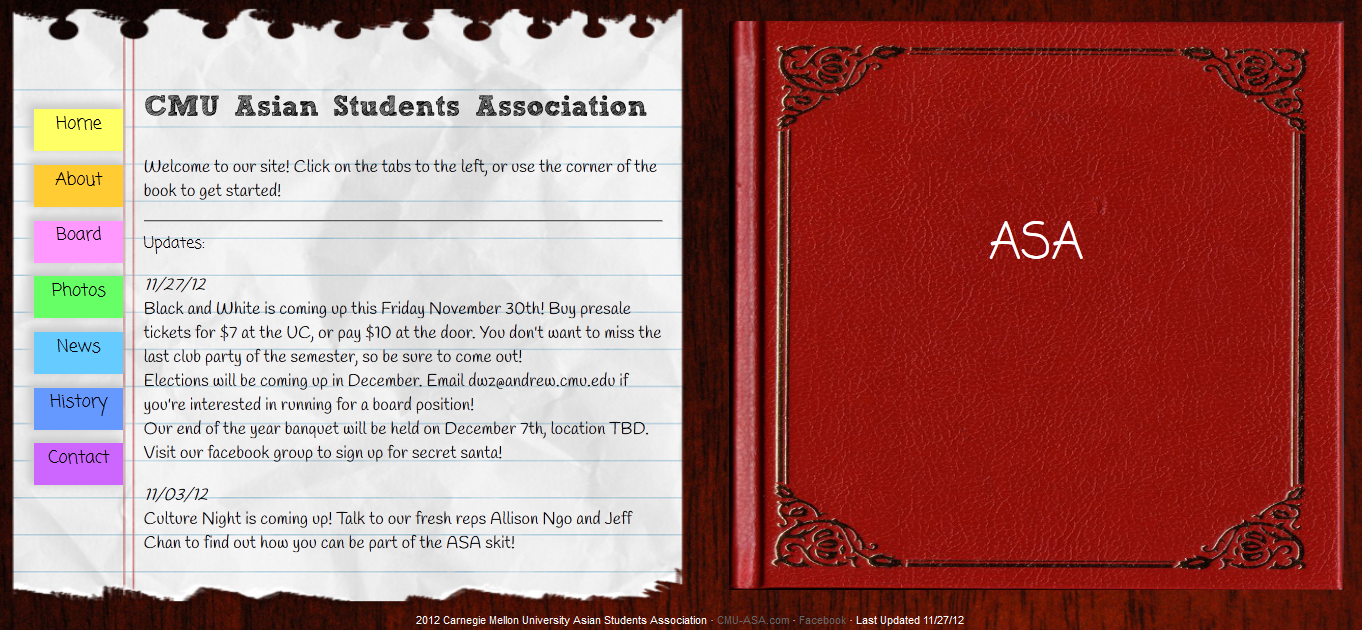 CMU Asian Students Association
Home
About
Board
Photos
News
History
Contact
Welcome to our site! Click on the tabs to the left, or use the corner of the
book to get started!
Updates:
11/27/12
Black and White is coming up this Friday November 30th! Buy presale
tickets for $7 at the UC, or pay $10 at the door. You don't want to miss the
last club party of the semester, so be sure to come out!
Elections will be coming up in December. Email dwz@andrew.cmu.edu if
you're interested in running for a board position!
Our end of the year banquet will be held on December 7th, location TBD.
Visit our facebook group to sign up for secret santa!
11/03/12
Culture Night is coming up! Talk to our fresh reps Allison Ngo and Jeff
Chan to find out how you can be part of the ASA skit!
ASA
2012 Carnegie Mellon University Asian Students Association - CMU-ASA.com - Facebook - Last Updated 11/27/12